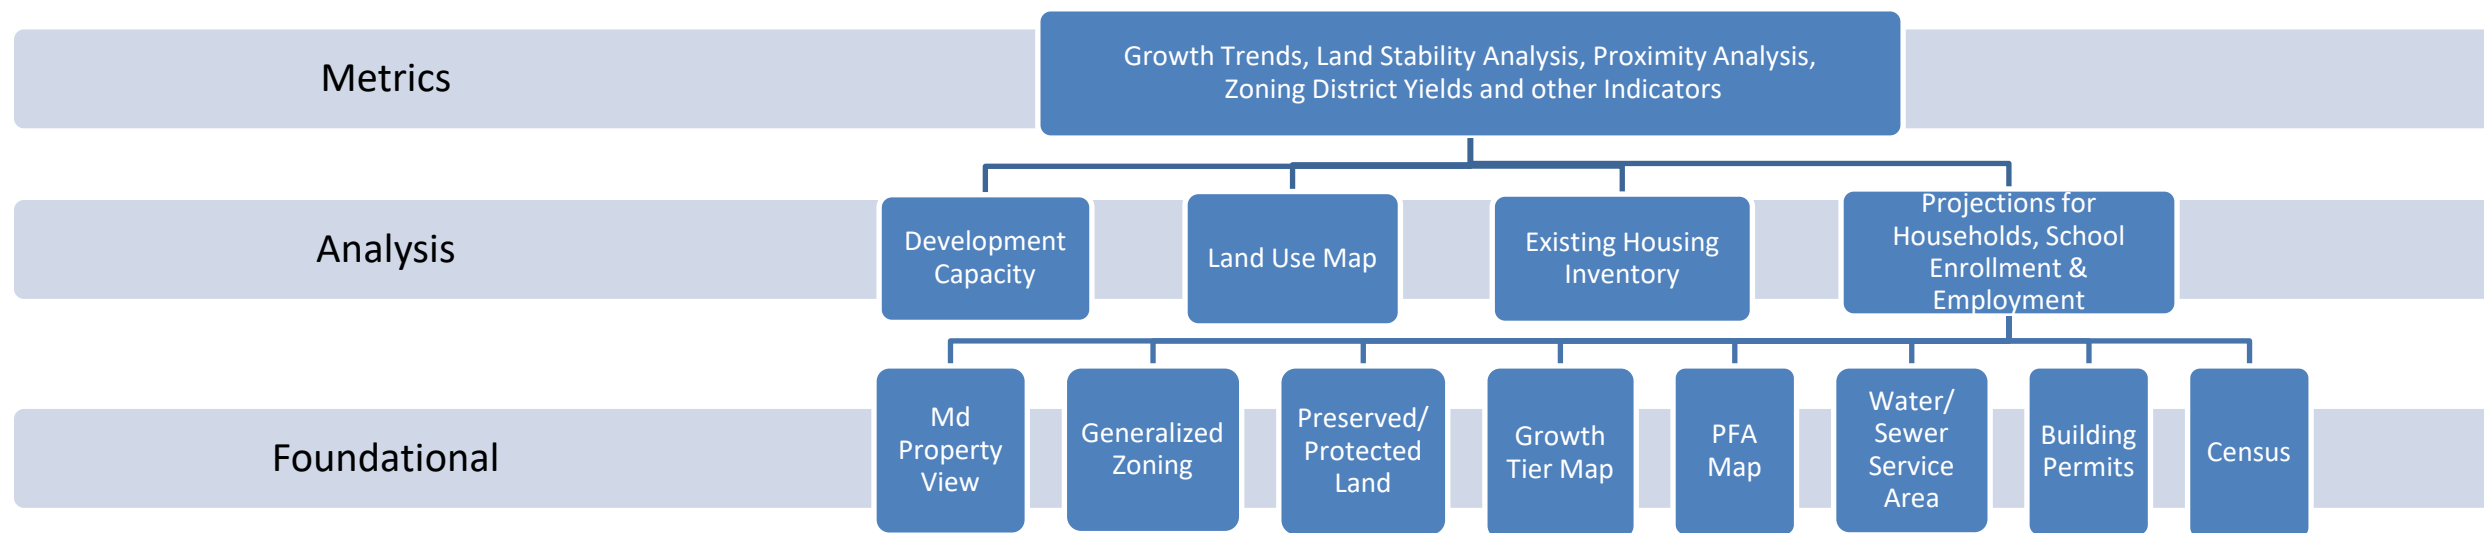 Metrics
Growth Trends, Land Stability Analysis, Proximity Analysis,
Zoning District Yields and other Indicators
Analysis
Development
Capacity
Land Use Map
Existing Housing
Inventory
Projections for
Households, School
Enrollment &
Employment
Foundational
Md
Property
View
Generalized
Zoning
Preserved/
Protected
Land
Growth
Tier Map
PFA
Map
Water/
Sewer
Service
Area
Building
Permits
Census